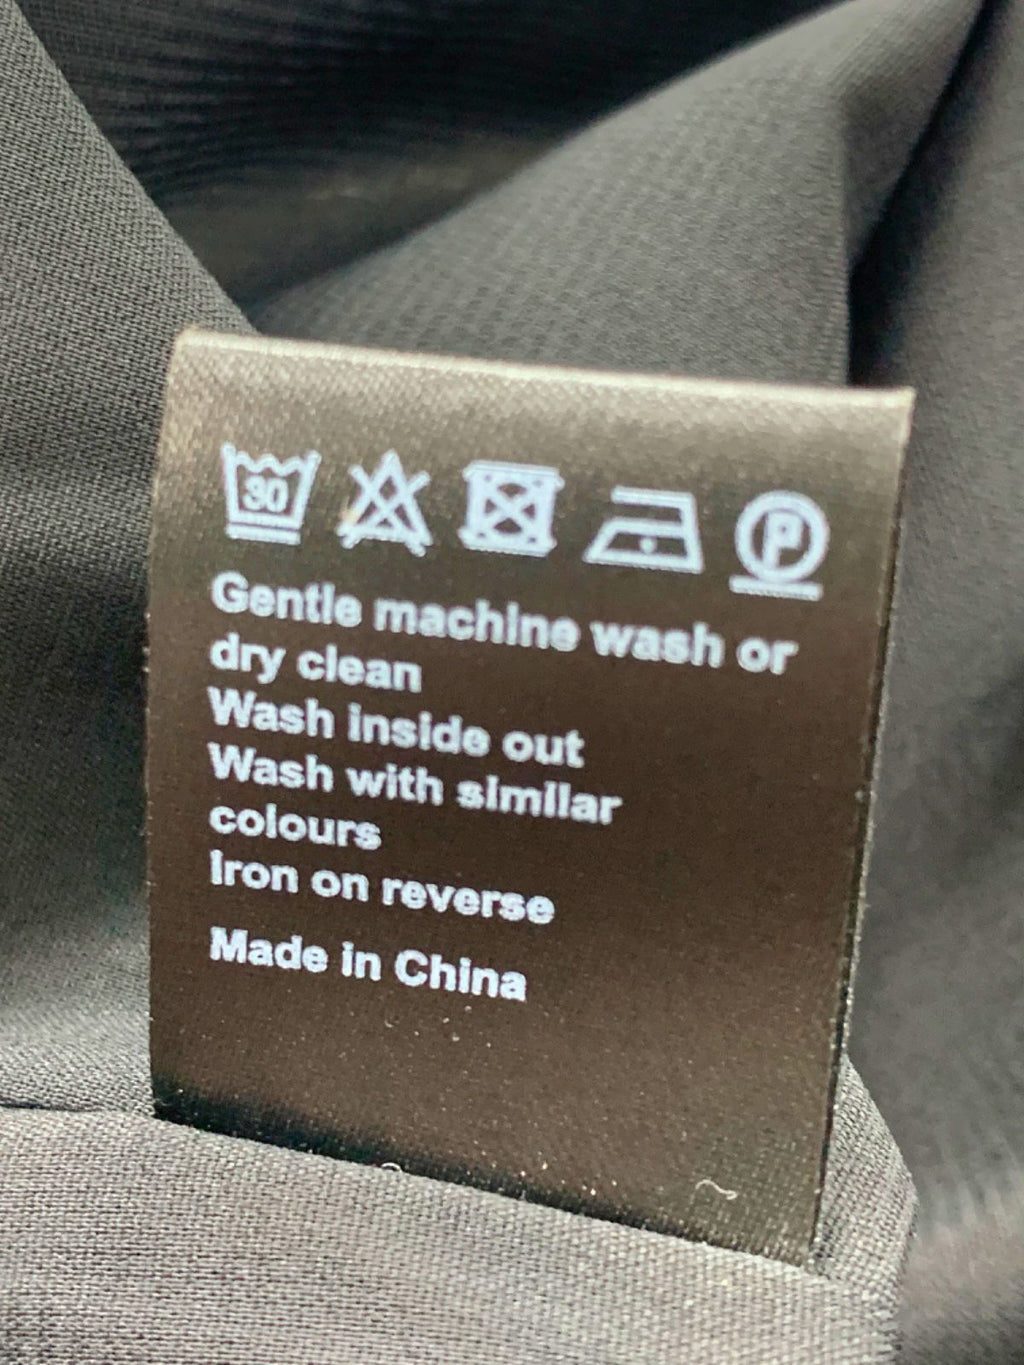 30 P
Gentle machine wash or
dry clean
Wash inside out
Wash with similar
colours
Iron on reverse
Made in China